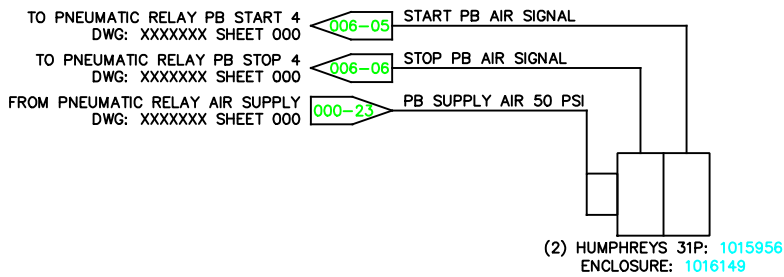 TO PNEUMATIC RELAY PB START 4
DWG: XXXXXXX SHEET 000
006-05
START PB AIR SIGNAL
TO PNEUMATIC RELAY PB STOP 4
DWG: XXXXXXX SHEET 000
006-06
STOP PB AIR SIGNAL
FROM PNEUMATIC RELAY AIR SUPPLY
DWG: XXXXXXX SHEET 000
000-23
PB SUPPLY AIR 50 PSI
(2) HUMPHREYS 31P: 1015956
ENCLOSURE: 1016149